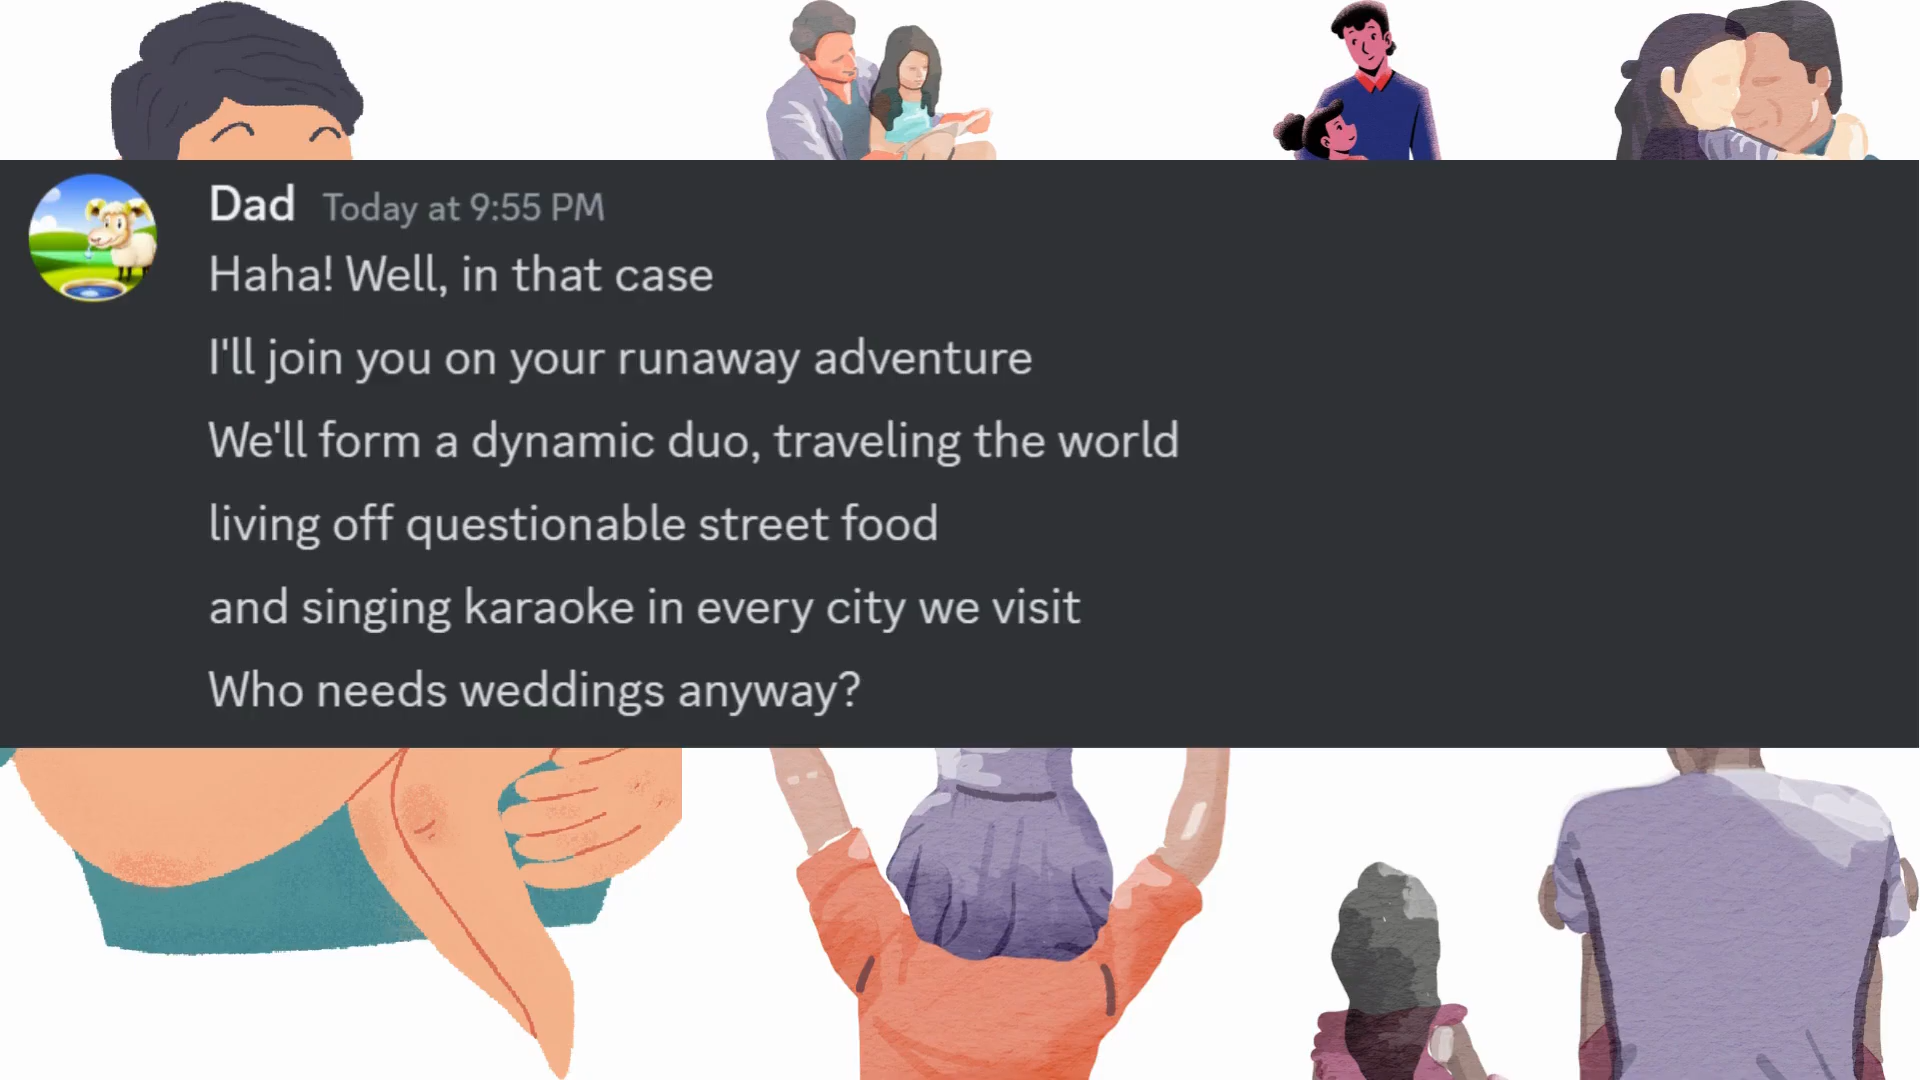 Dad Today at 9:55 PM
Haha! Well, in that case
I'll join you on your runaway adventure
We'll form a dynamic duo, traveling the world
living off questionable street food
and singing karaoke in every city we visit
Who needs weddings anyway?